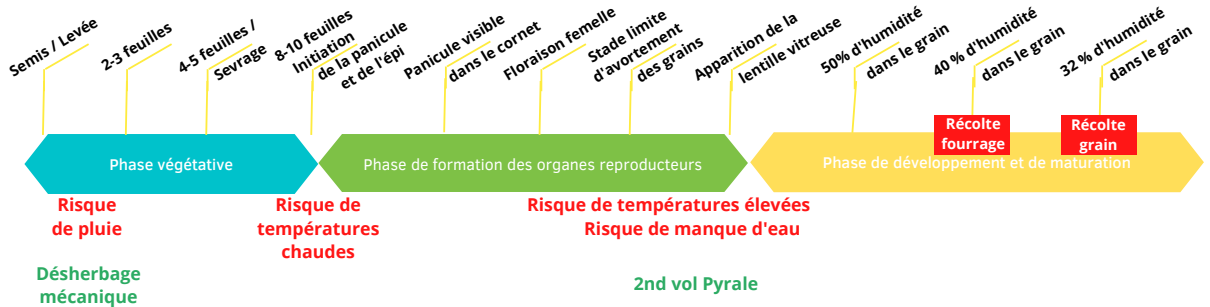 Semis / Levée
2-3 feuilles
4-5 feuilles /
Sevrage
8-10 feuilles
Initiation
de la panicule
et de l'épi
Panicule visible
dans le cornet
Floraison femelle
Stade limite
d'avortement
des grains
Apparition de la
lentille vitreuse
50% d'humidité
dans le grain
40 % d'humidité
dans le grain
32 % d'humidité
dans le grain
Phase végétative
Phase de formation des organes reproducteurs
Phase de développement et de maturation
Récolte
fourrage
Récolte
grain
Risque
de pluie
Risque de
températures
chaudes
Risque de températures élevées
Risque de manque d'eau
Désherbage
mécanique
2nd vol Pyrale